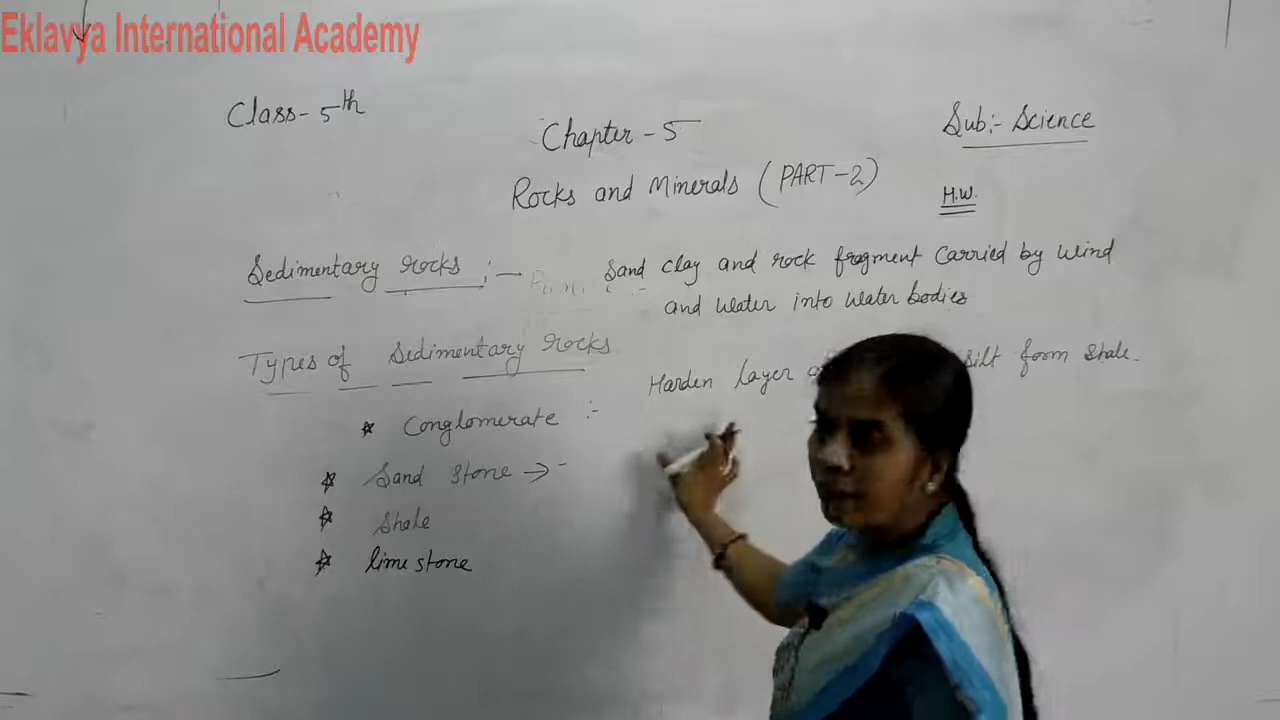 Eklavya International Academy
Class- 5th
Chapter - 5
Sub:- Science
Rocks and Minerals (PART-2)
H.W.
Sedimentary rocks :- Sand clay and rock fragment carried by wind
and water into water bodies
Types of Sedimentary rocks
Harden layer silt form shale.
* Conglomerate :-
* Sand stone → -
* Shale
* lime stone